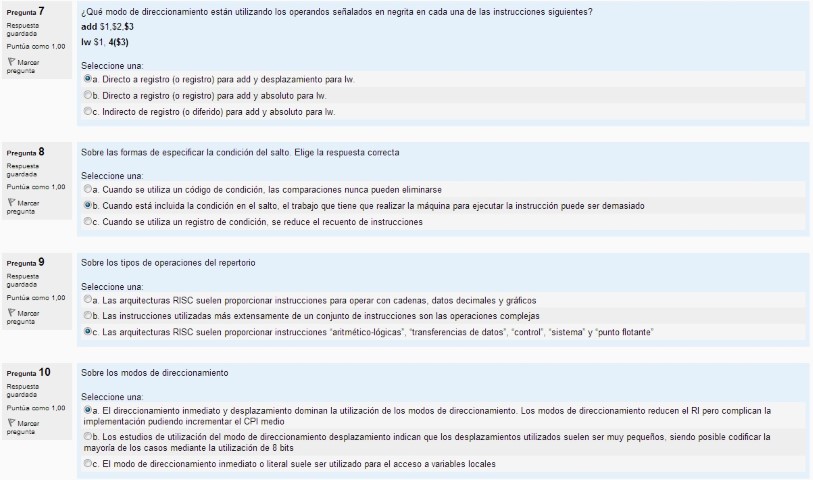 Pregunta 7
Respuesta
guardada
Puntúa como 1,00
Marcar
pregunta
¿Qué modo de direccionamiento están utilizando los operandos señalados en negrita en cada una de las instrucciones siguientes?
add $1,$2,$3
lw $1, 4($3)
Seleccione una:
a. Directo a registro (o registro) para add y desplazamiento para lw.
b. Directo a registro (o registro) para add y absoluto para lw.
c. Indirecto de registro (o diferido) para add y absoluto para lw.
Pregunta 8
Respuesta
guardada
Puntúa como 1,00
Marcar
pregunta
Sobre las formas de especificar la condición del salto. Elige la respuesta correcta
Seleccione una:
a. Cuando se utiliza un código de condición, las comparaciones nunca pueden eliminarse
b. Cuando está incluida la condición en el salto, el trabajo que tiene que realizar la máquina para ejecutar la instrucción puede ser demasiado
c. Cuando se utiliza un registro de condición, se reduce el recuento de instrucciones
Pregunta 9
Respuesta
guardada
Puntúa como 1,00
Marcar
pregunta
Sobre los tipos de operaciones del repertorio
Seleccione una:
a. Las arquitecturas RISC suelen proporcionar instrucciones para operar con cadenas, datos decimales y gráficos
b. Las instrucciones utilizadas más extensamente de un conjunto de instrucciones son las operaciones complejas
c. Las arquitecturas RISC suelen proporcionar instrucciones "aritmético-lógicas", "transferencias de datos", "control", "sistema" y "punto flotante"
Pregunta 10
Respuesta
guardada
Puntúa como 1,00
Marcar
pregunta
Sobre los modos de direccionamiento
Seleccione una:
a. El direccionamiento inmediato y desplazamiento dominan la utilización de los modos de direccionamiento. Los modos de direccionamiento reducen el RI pero complican la
implementación pudiendo incrementar el CPI medio
b. Los estudios de utilización del modo de direccionamiento desplazamiento indican que los desplazamientos utilizados suelen ser muy pequeños, siendo posible codificar la
mayoría de los casos mediante la utilización de 8 bits
c. El modo de direccionamiento inmediato o literal suele ser utilizado para el acceso a variables locales